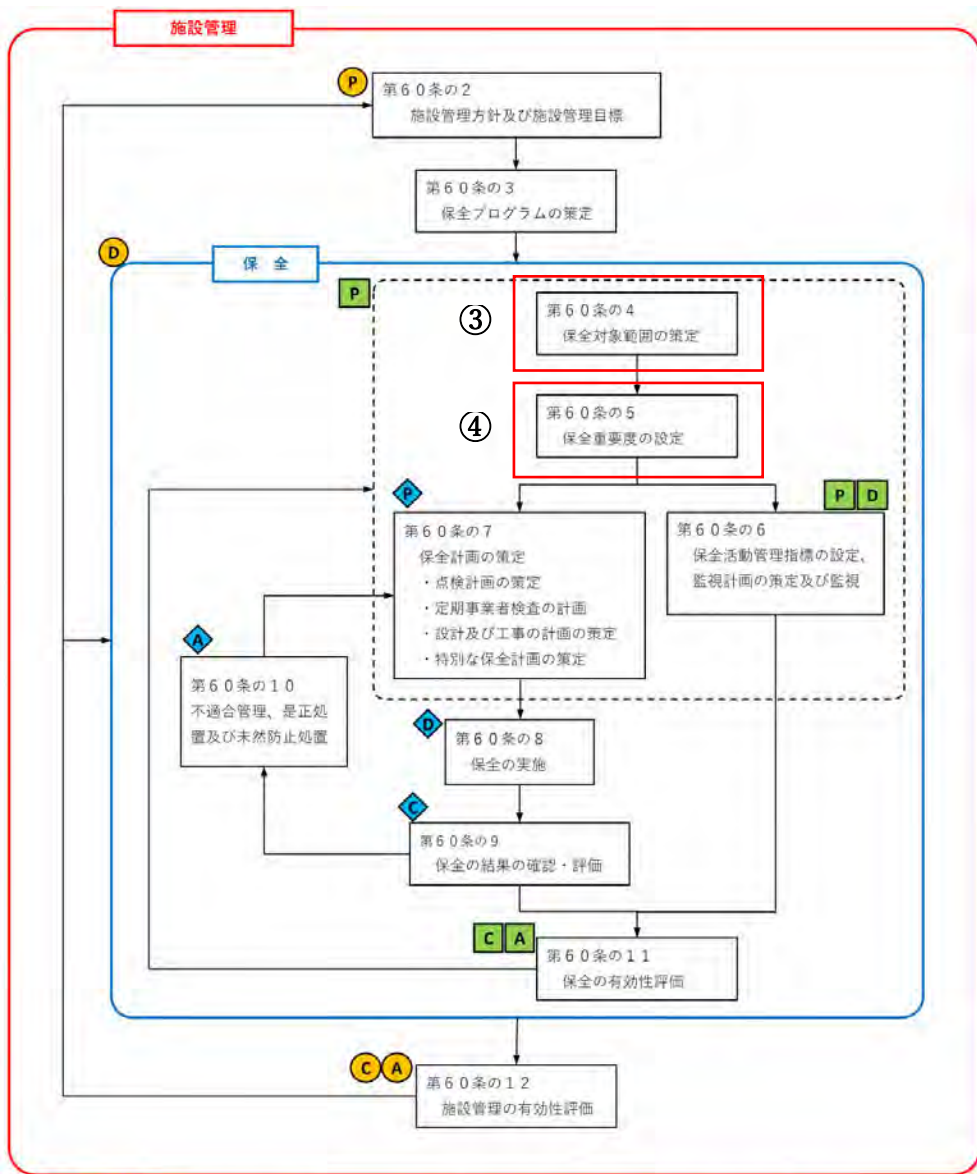 施設管理
P
第60条の2
施設管理方針及び施設管理目標
第60条の3
保全プログラムの策定
D
保 全
P
③
第60条の4
保全対象範囲の策定
④
第60条の5
保全重要度の設定
P
第60条の7
保全計画の策定
・点検計画の策定
・定期事業者検査の計画
・設計及び工事の計画の策定
・特別な保全計画の策定
P D
第60条の6
保全活動管理指標の設定、
監視計画の策定及び監視
A
第60条の10
不適合管理、是正処
置及び未然防止処置
D
第60条の8
保全の実施
C
第60条の9
保全の結果の確認・評価
C A
第60条の11
保全の有効性評価
C A
第60条の12
施設管理の有効性評価